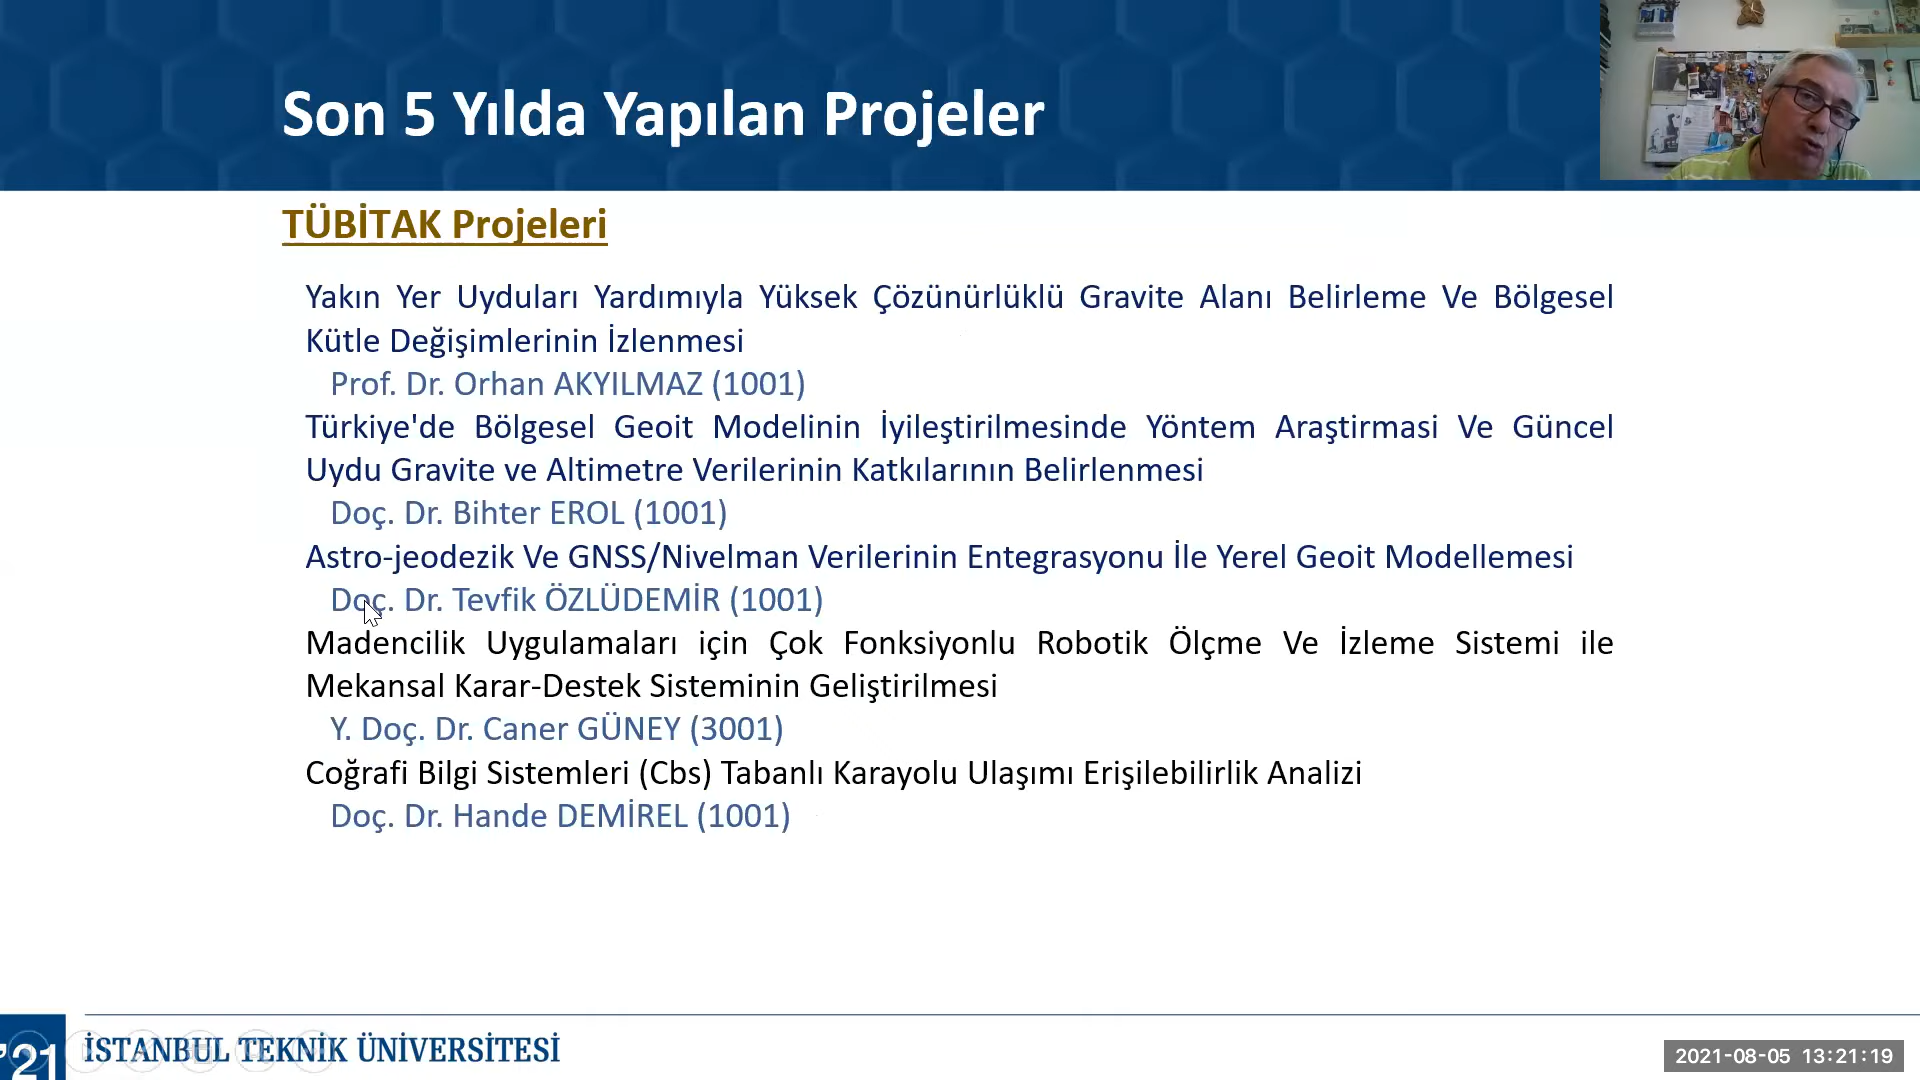 Son 5 Yılda Yapılan Projeler
TÜBİTAK Projeleri
Yakın Yer Uyduları Yardımıyla Yüksek Çözünürlüklü Gravite Alanı Belirleme Ve Bölgesel
Kütle Değişimlerinin İzlenmesi
Prof. Dr. Orhan AKYILMAZ (1001)
Türkiye'de Bölgesel Geoit Modelinin İyileştirilmesinde Yöntem Araştirmasi Ve Güncel
Uydu Gravite ve Altimetre Verilerinin Katkılarının Belirlenmesi
Doç. Dr. Bihter EROL (1001)
Astro-jeodezik Ve GNSS/Nivelman Verilerinin Entegrasyonu İle Yerel Geoit Modellemesi
Doç. Dr. Tevfik ÖZLÜDEMİR (1001)
Madencilik Uygulamaları için Çok Fonksiyonlu Robotik Ölçme Ve İzleme Sistemi ile
Mekansal Karar-Destek Sisteminin Geliştirilmesi
Y. Doç. Dr. Caner GÜNEY (3001)
Coğrafi Bilgi Sistemleri (Cbs) Tabanlı Karayolu Ulaşımı Erişilebilirlik Analizi
Doç. Dr. Hande DEMİREL (1001)
'21 İSTANBUL TEKNİK ÜNİVERSİTESİ
2021-08-05 13:21:19